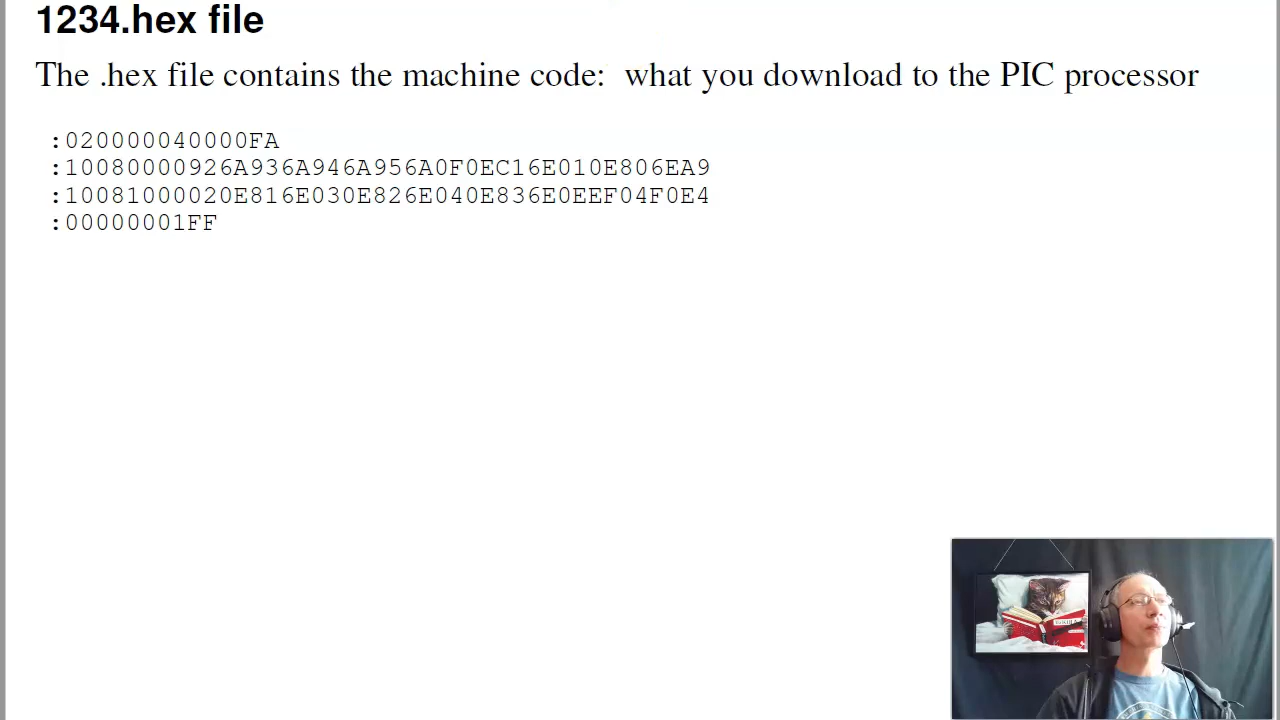 1234.hex file
The .hex file contains the machine code:  what you download to the PIC processor
:020000040000FA
:10080000926A936A946A956A0F0EC16E010E806EA9
:10081000020E816E030E826E040E836E0EEF04F0E4
:00000001FF